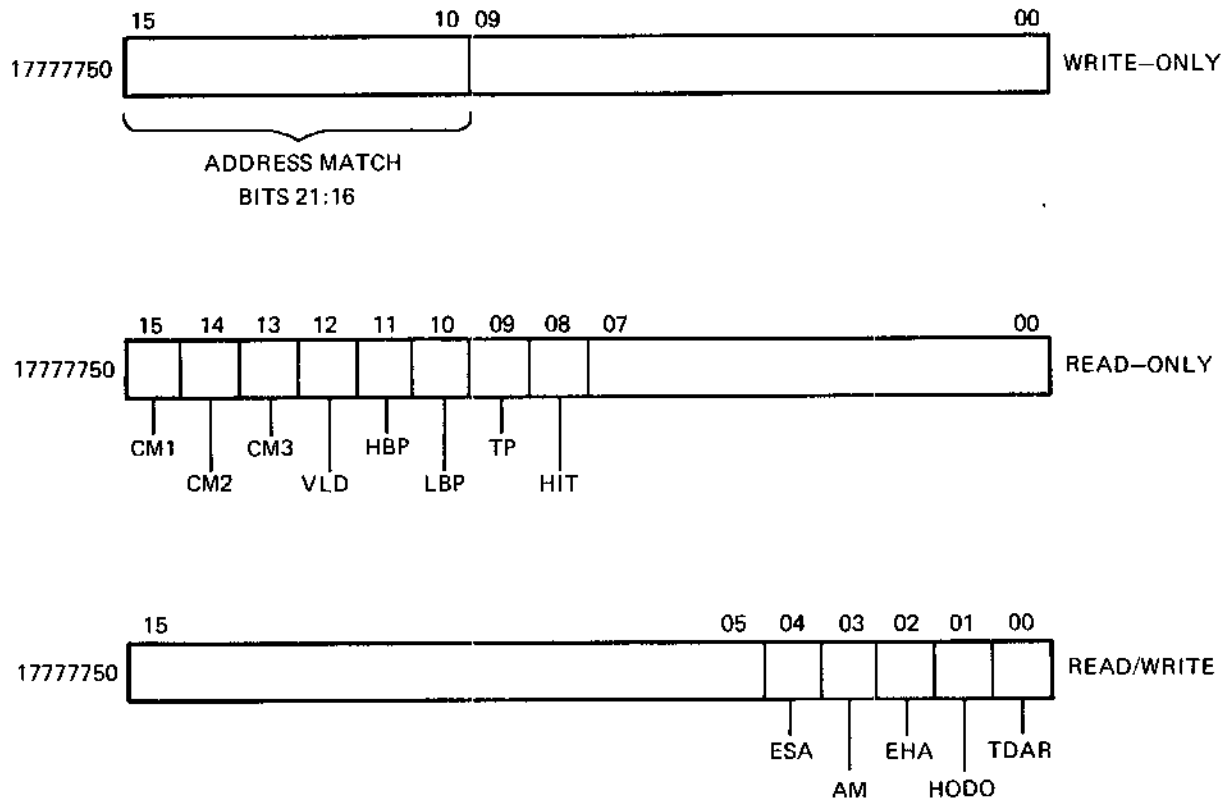 15 10 09 00
17777750 WRITE–ONLY
ADDRESS MATCH
BITS 21:16
15 14 13 12 11 10 09 08 07 00
17777750 READ–ONLY
CM1 CM3 HBP TP
CM2 VLD LBP HIT
15 05 04 03 02 01 00
17777750 READ/WRITE
ESA EHA TDAR
AM HODO